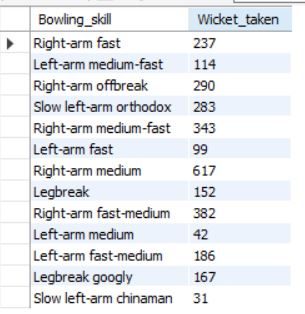 Bowling_skill Wicket_taken
Right-arm fast 237
Left-arm medium-fast 114
Right-arm offbreak 290
Slow left-arm orthodox 283
Right-arm medium-fast 343
Left-arm fast 99
Right-arm medium 617
Legbreak 152
Right-arm fast-medium 382
Left-arm medium 42
Left-arm fast-medium 186
Legbreak googly 167
Slow left-arm chinaman 31